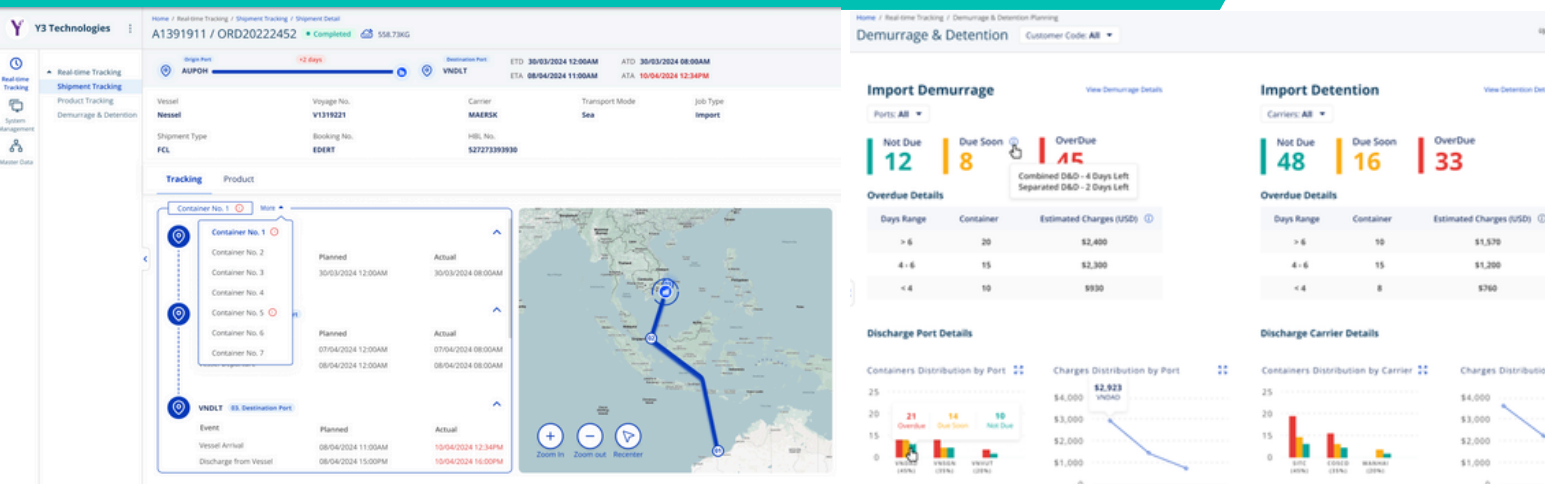 Y3 Technologies
Real-time Tracking
System Management
Master Data
Real-time Tracking
Shipment Tracking
Product Tracking
Demurrage & Detention
Home / Real-time Tracking / Shipment Tracking / Shipment Detail
A1391911 / ORD20222452 • Completed 558.73KG
Origin Port
AUPOH
+2 days
Destination Port
VNDLT
ETD 30/03/2024 12:00AM ATD 30/03/2024 08:00AM
ETA 08/04/2024 11:00AM ATA 10/04/2024 12:34PM
Vessel Voyage No. Carrier Transport Mode Job Type
Nessel V1319221 MAERSK Sea Import
Shipment Type Booking No. HBL No.
FCL EDERT 527273393930
Tracking Product
Container No. 1 More
Container No. 1
Container No. 2
Container No. 3
Container No. 4
Container No. 5
Container No. 6
Container No. 7
Planned Actual
30/03/2024 12:00AM 30/03/2024 08:00AM
Planned Actual
07/04/2024 12:00AM 07/04/2024 08:00AM
08/04/2024 12:00AM 08/04/2024 08:00AM
VNDLT 03. Destination Port
Event Planned Actual
Vessel Arrival 08/04/2024 11:00AM 10/04/2024 12:34PM
Discharge from Vessel 08/04/2024 15:00PM 10/04/2024 16:00PM
02
01
Zoom In Zoom out Recenter
Home / Real-time Tracking / Demurrage & Detention Planning
Demurrage & Detention Customer Code: All
Import Demurrage View Demurrage Details
Ports: All
Not Due Due Soon OverDue
12 8 45
Combined D&D - 4 Days Left
Separated D&D - 2 Days Left
Overdue Details
Days Range Container Estimated Charges (USD)
> 6 20 $2,400
4 - 6 15 $2,300
< 4 10 $930
Discharge Port Details
Containers Distribution by Port
25
20
15
0
21 14 10
Overdue Due Soon Not Due
VNSGN VNHUT
(45%) (35%) (20%)
Charges Distribution by Port
$2,923
VNDAD
$4,000
$3,000
$2,000
$1,000
Import Detention View Detention
Carriers: All
Not Due Due Soon OverDue
48 16 33
Overdue Details
Days Range Container Estimated Charges (USD)
> 6 10 $1,570
4 - 6 15 $1,200
< 4 8 $760
Discharge Carrier Details
Containers Distribution by Carrier
25
20
15
0
SITC COSCO WANHAI
(45%) (35%) (20%)
Charges
$4,000
$3,000
$2,000
$1,000